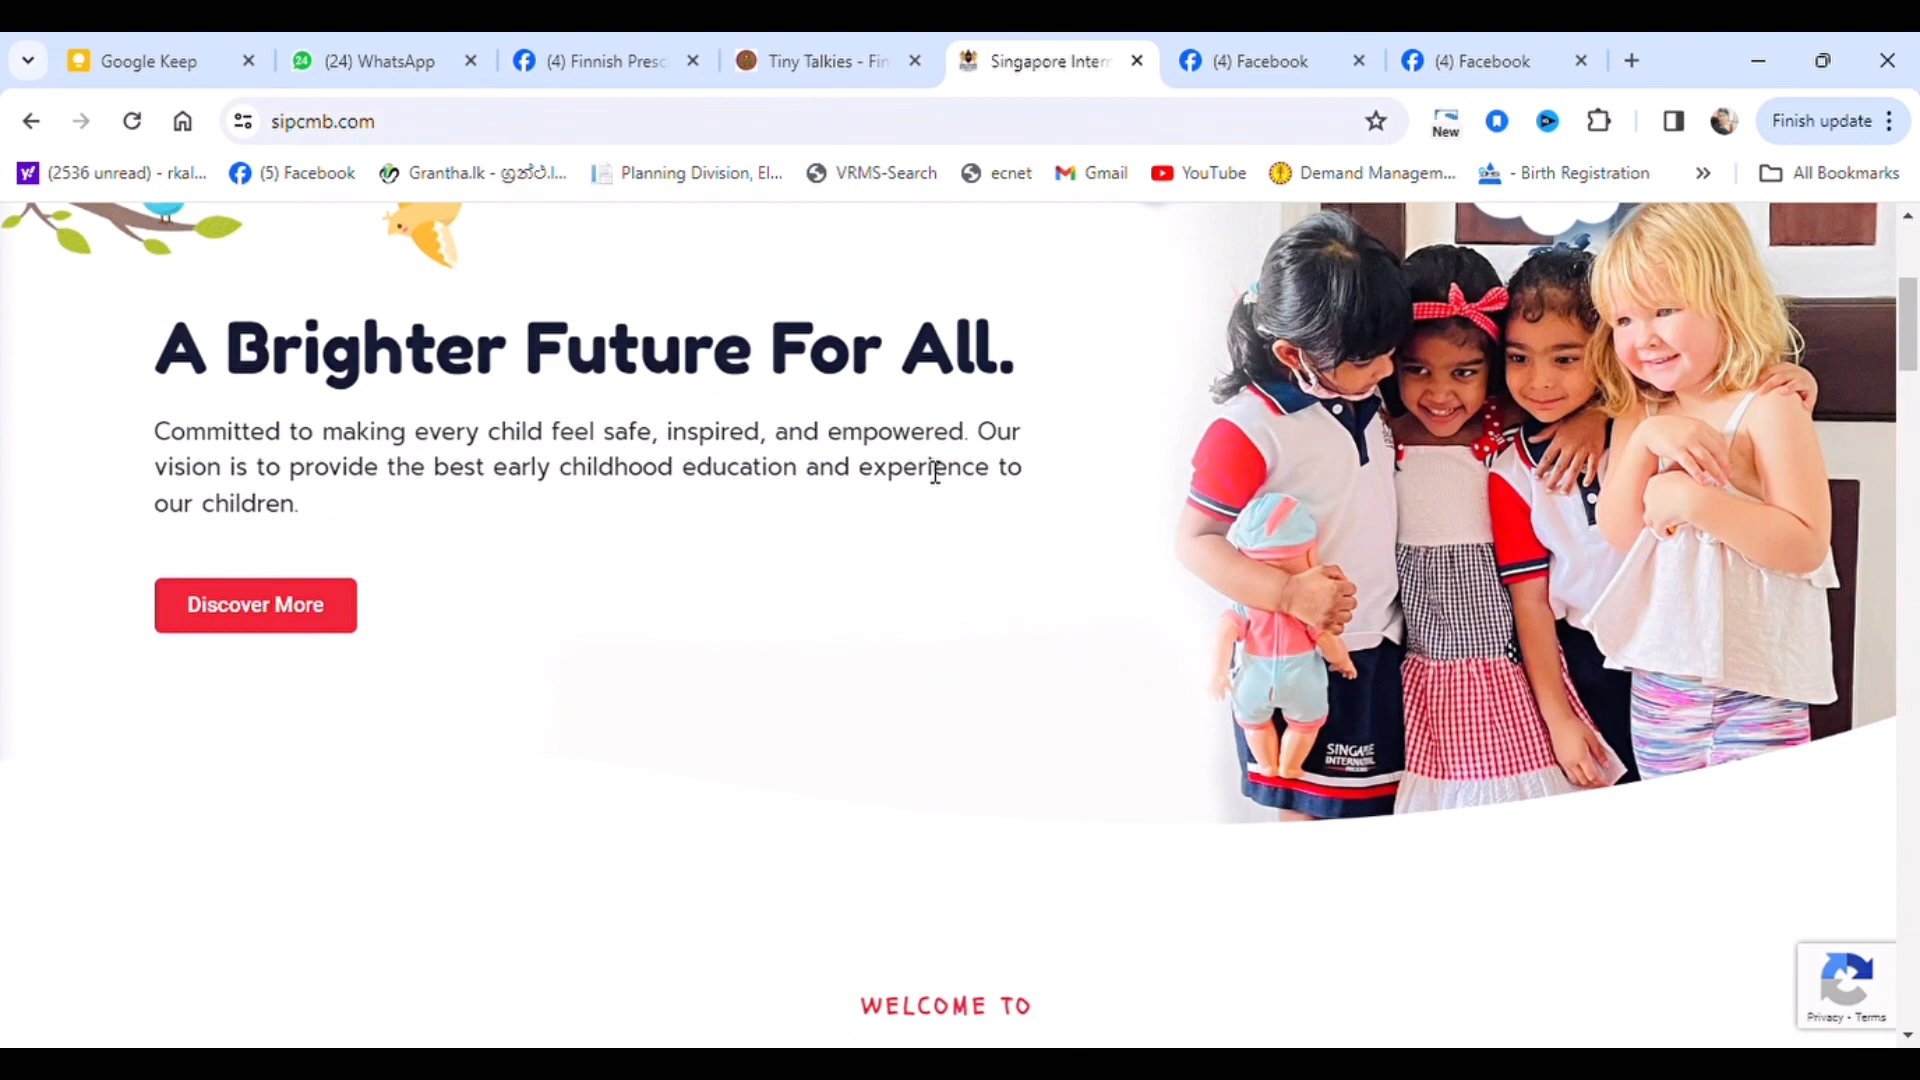 Google Keep
(24) WhatsApp
(4) Finnish Presc
Tiny Talkies - Fin
Singapore Intern
(4) Facebook
(4) Facebook
sipcmb.com
New
Finish update
(2536 unread) - rkal...
(5) Facebook
Grantha.lk - ග්‍රන්ථ.l...
Planning Division, El...
VRMS-Search
ecnet
Gmail
YouTube
Demand Managem...
- Birth Registration
All Bookmarks
A Brighter Future For All.
Committed to making every child feel safe, inspired, and empowered. Our
vision is to provide the best early childhood education and experience to
our children.
Discover More
WELCOME TO
Privacy - Terms